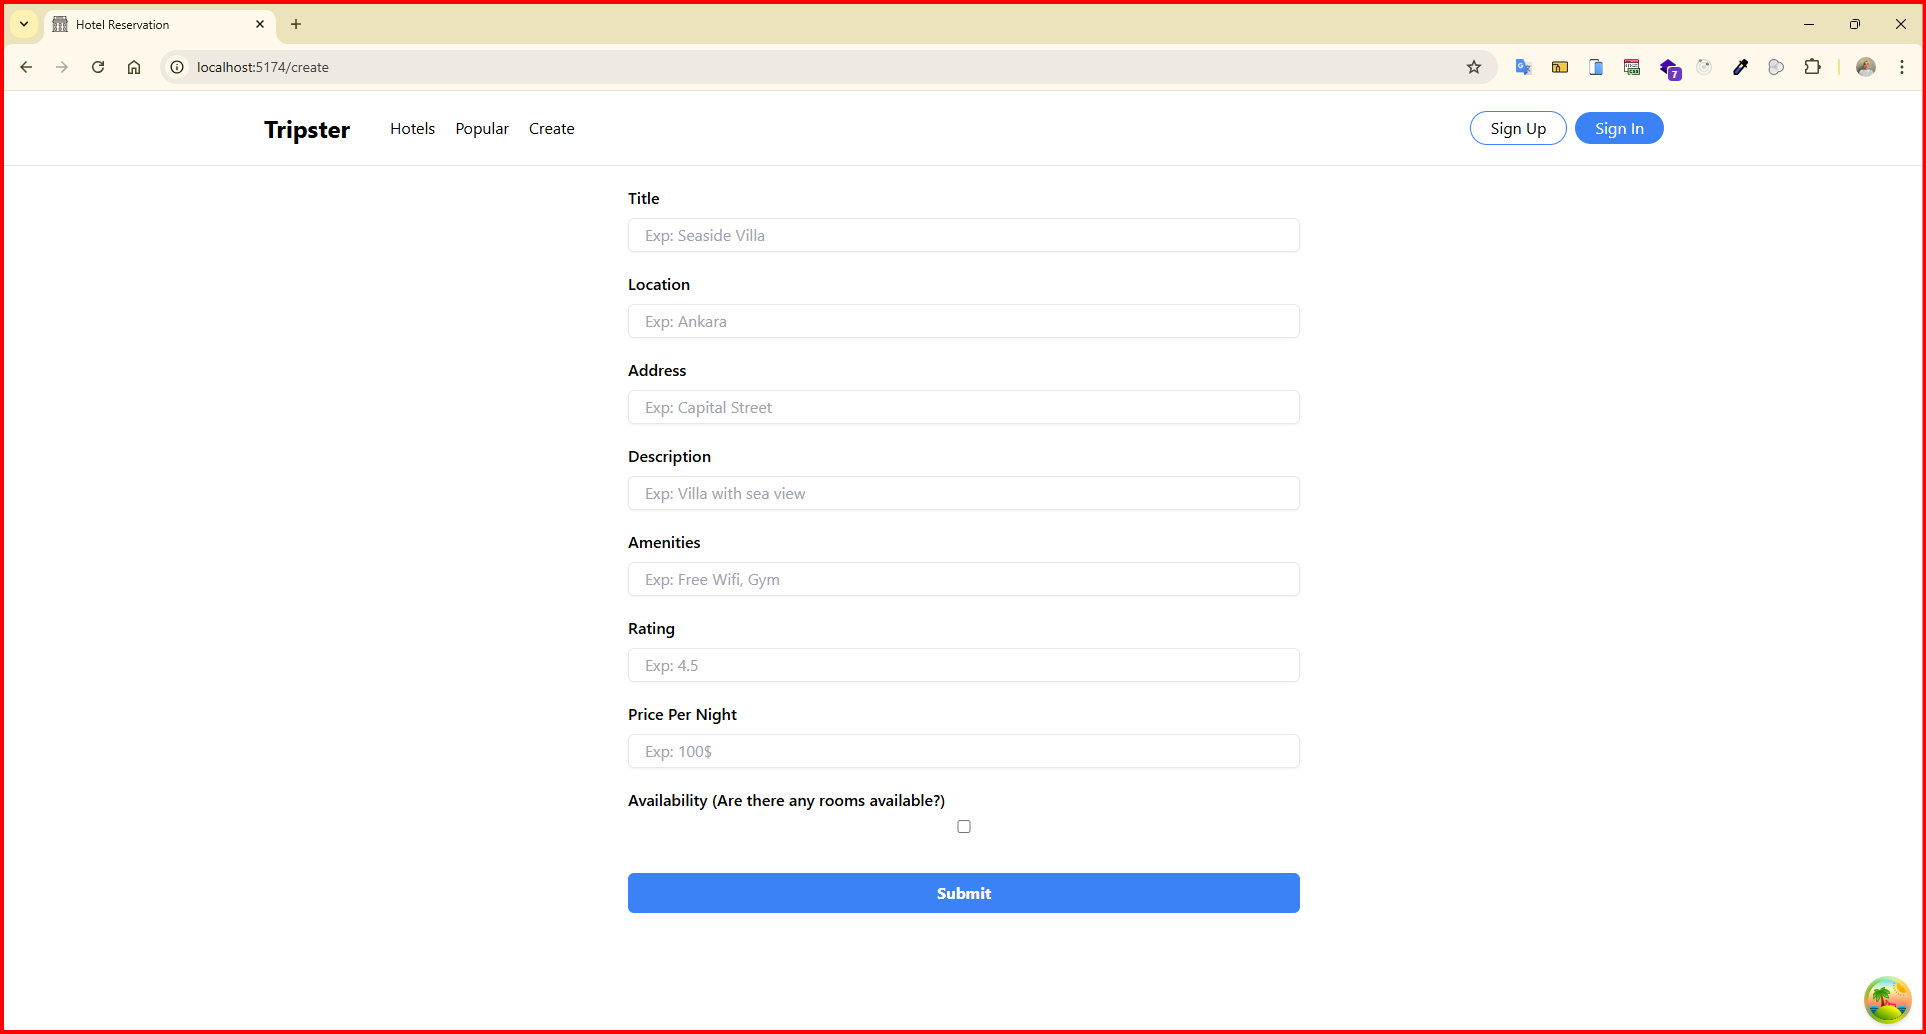 Hotel Reservation
localhost:5174/create
7
Tripster
Hotels
Popular
Create
Sign Up
Sign In
Title
Exp: Seaside Villa
Location
Exp: Ankara
Address
Exp: Capital Street
Description
Exp: Villa with sea view
Amenities
Exp: Free Wifi, Gym
Rating
Exp: 4.5
Price Per Night
Exp: 100$
Availability (Are there any rooms available?)
Submit